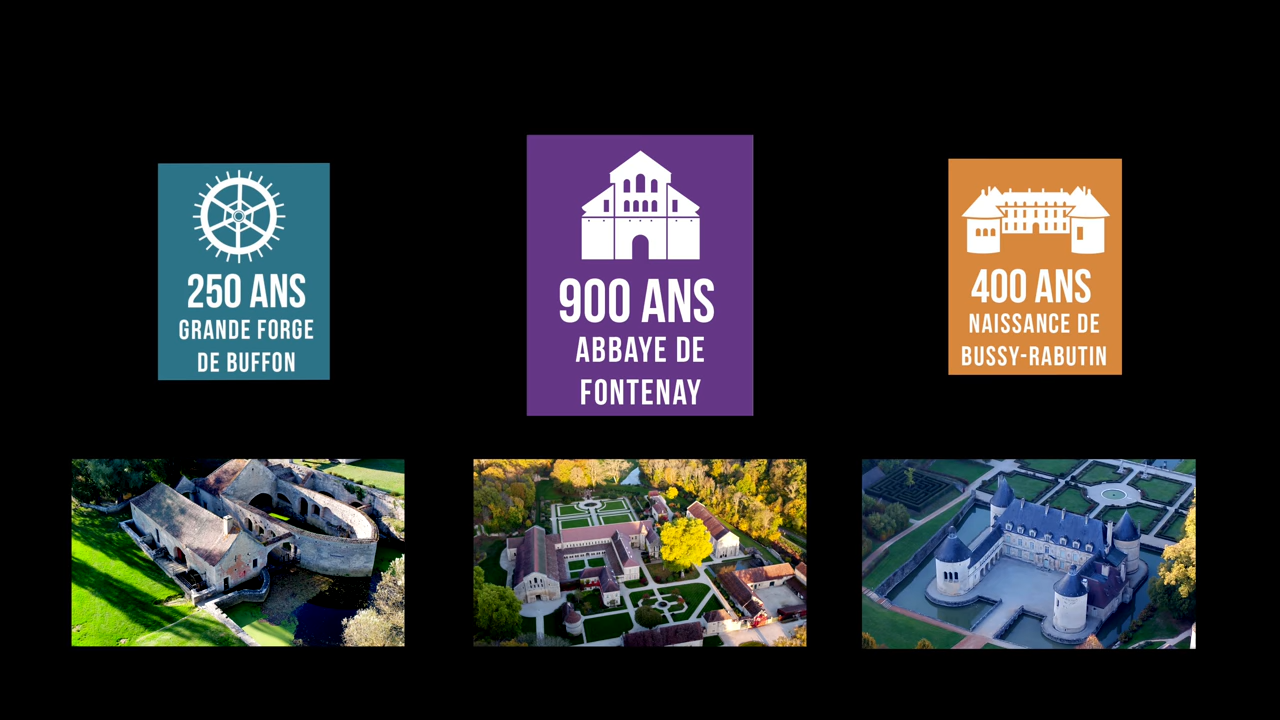 250 ANS
GRANDE FORGE
DE BUFFON
900 ANS
ABBAYE DE
FONTENAY
400 ANS
NAISSANCE DE
BUSSY-RABUTIN